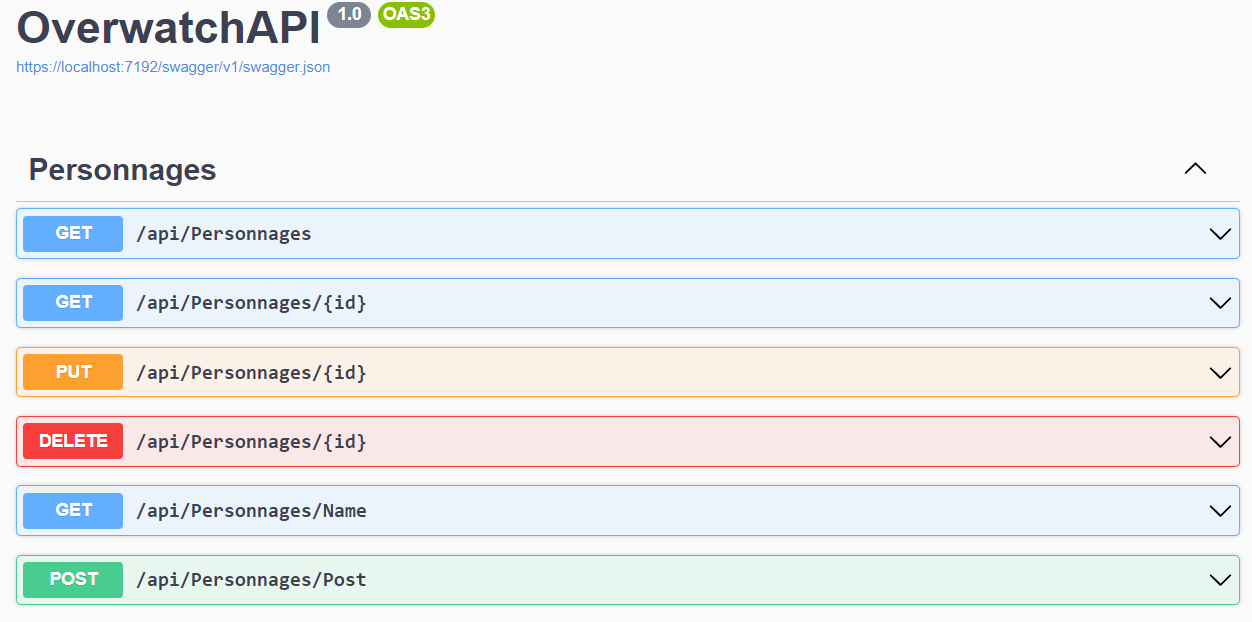 OverwatchAPI 1.0 OAS3
https://localhost:7192/swagger/v1/swagger.json
Personnages
GET /api/Personnages
GET /api/Personnages/{id}
PUT /api/Personnages/{id}
DELETE /api/Personnages/{id}
GET /api/Personnages/Name
POST /api/Personnages/Post